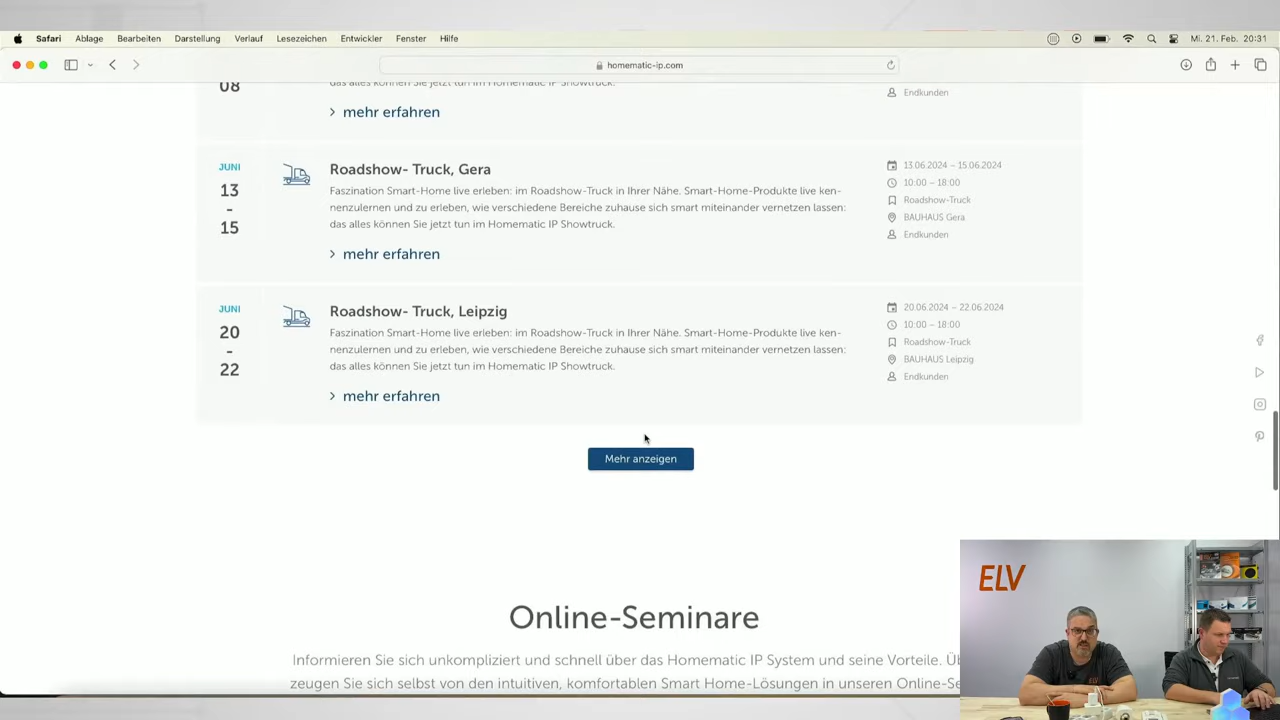 Safari Ablage Bearbeiten Darstellung Verlauf Lesezeichen Entwickler Fenster Hilfe Mi. 21. Feb. 20:31
homematic-ip.com
08
das alles können Sie jetzt tun im Homematic IP Showtruck.
Endkunden
> mehr erfahren
JUNI
13
-
15
Roadshow- Truck, Gera
Faszination Smart-Home live erleben: im Roadshow-Truck in Ihrer Nähe. Smart-Home-Produkte live ken-
nenzulernen und zu erleben, wie verschiedene Bereiche zuhause sich smart miteinander vernetzen lassen:
das alles können Sie jetzt tun im Homematic IP Showtruck.
> mehr erfahren
13.06.2024 – 15.06.2024
10:00 – 18:00
Roadshow-Truck
BAUHAUS Gera
Endkunden
JUNI
20
-
22
Roadshow- Truck, Leipzig
Faszination Smart-Home live erleben: im Roadshow-Truck in Ihrer Nähe. Smart-Home-Produkte live ken-
nenzulernen und zu erleben, wie verschiedene Bereiche zuhause sich smart miteinander vernetzen lassen:
das alles können Sie jetzt tun im Homematic IP Showtruck.
> mehr erfahren
20.06.2024 – 22.06.2024
10:00 – 18:00
Roadshow-Truck
BAUHAUS Leipzig
Endkunden
Mehr anzeigen
Online-Seminare
Informieren Sie sich unkompliziert und schnell über das Homematic IP System und seine Vorteile.
zeugen Sie sich selbst von den intuitiven, komfortablen Smart Home-Lösungen in unseren
ELV
ELV